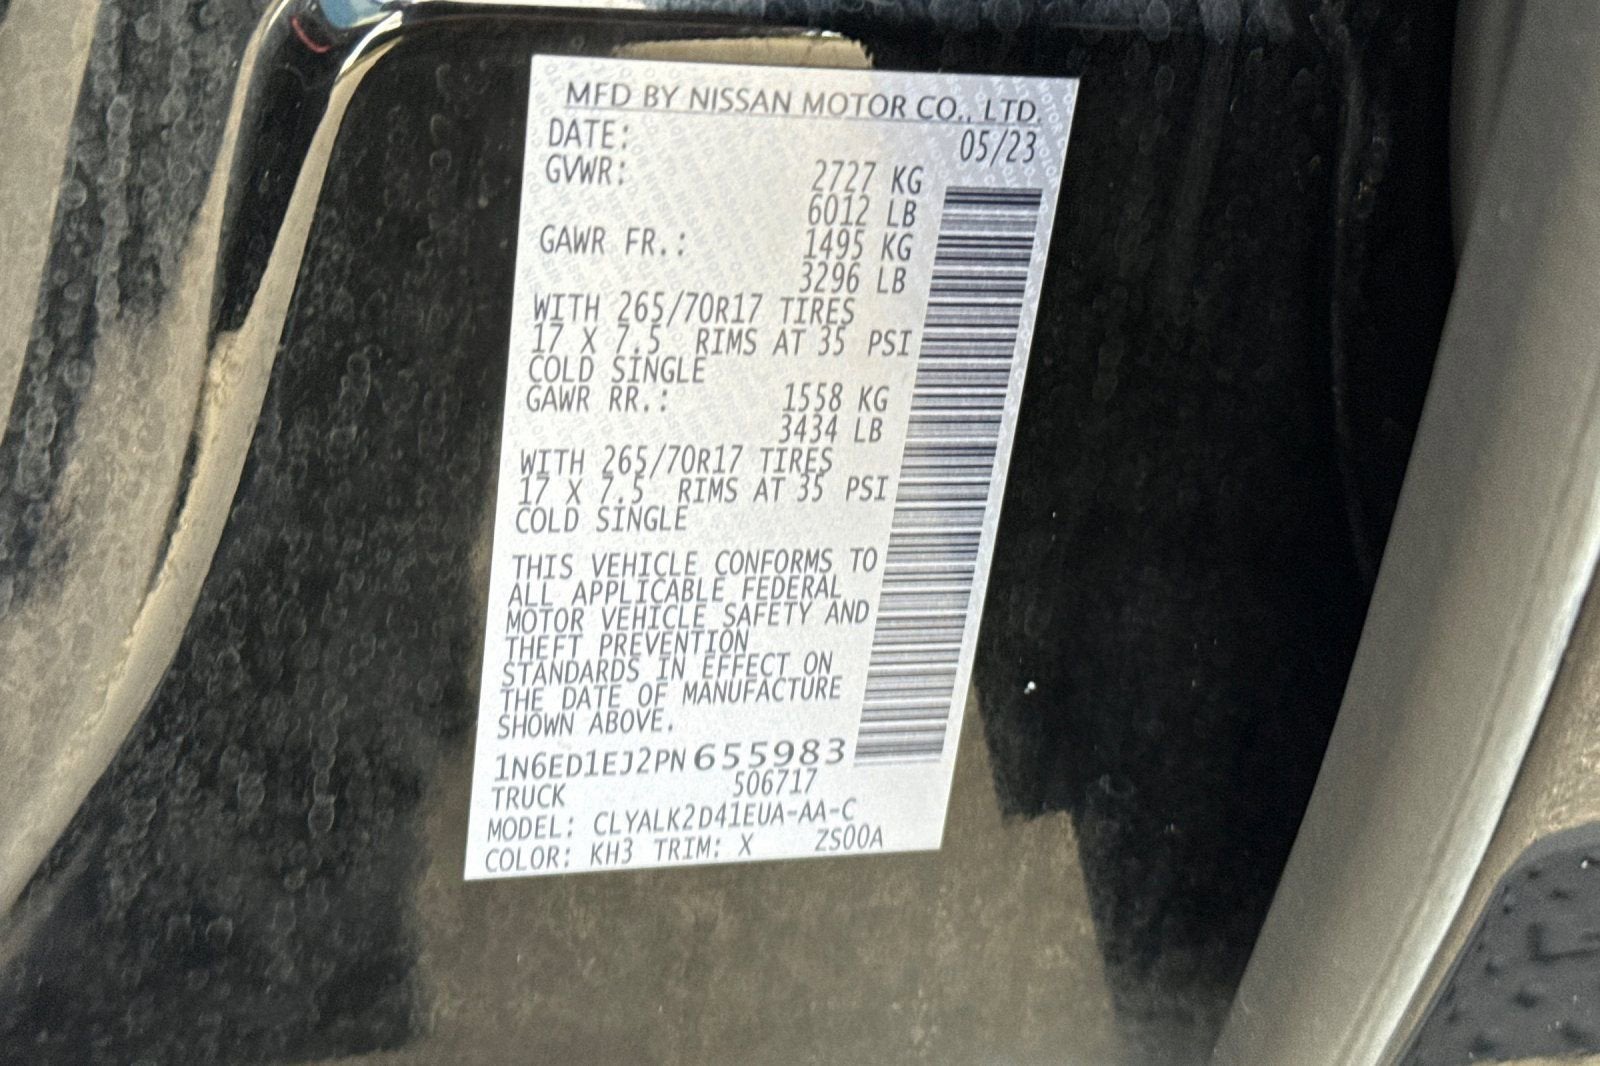 MFD BY NISSAN MOTOR CO., LTD.
DATE: 05/23
GVWR: 2727 KG
6012 LB
GAWR FR.: 1495 KG
3296 LB
WITH 265/70R17 TIRES
17 X 7.5 RIMS AT 35 PSI
COLD SINGLE
GAWR RR.: 1558 KG
3434 LB
WITH 265/70R17 TIRES
17 X 7.5 RIMS AT 35 PSI
COLD SINGLE
THIS VEHICLE CONFORMS TO
ALL APPLICABLE FEDERAL
MOTOR VEHICLE SAFETY AND
THEFT PREVENTION
STANDARDS IN EFFECT ON
THE DATE OF MANUFACTURE
SHOWN ABOVE.
1N6ED1EJ2PN655983
TRUCK 506717
MODEL: CLYALK2D41EUA-AA-C
COLOR: KH3 TRIM: X ZS00A